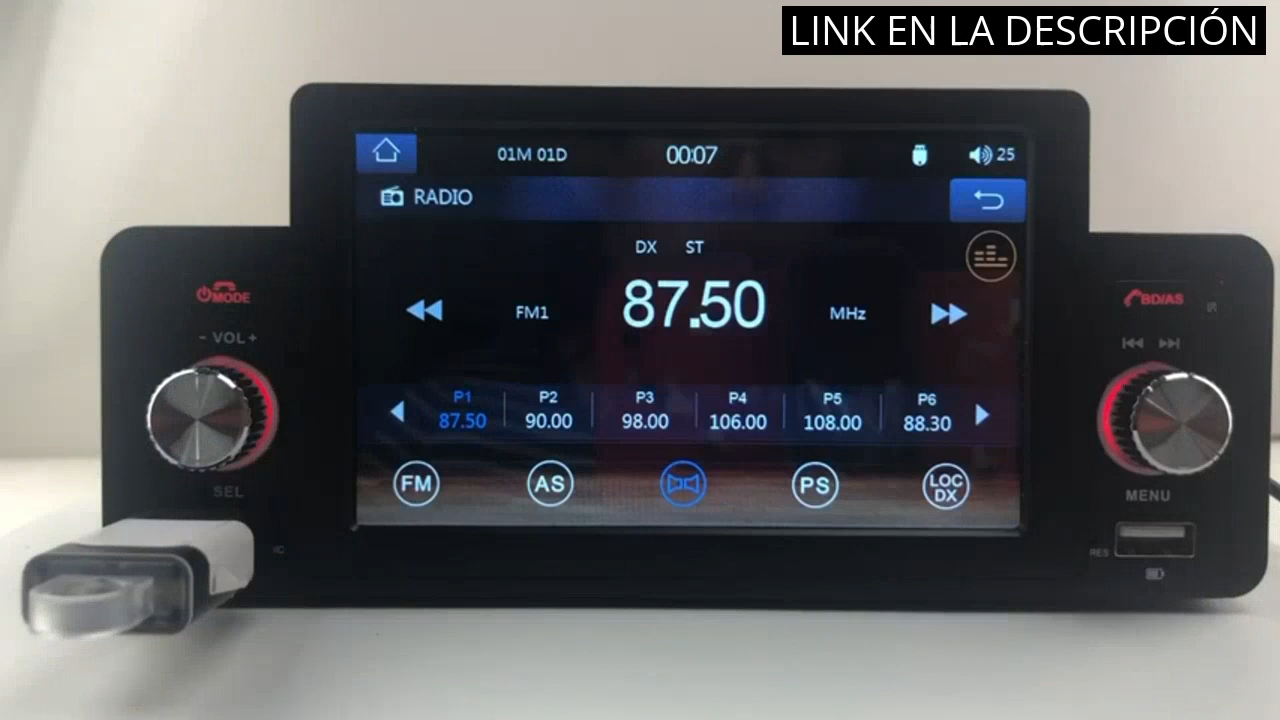 LINK EN LA DESCRIPCIÓN
01M 01D 00:07 25
RADIO
DX ST
MODE
BD/AS
FM1 87.50 MHz
- VOL +
P1 P2 P3 P4 P5 P6
87.50 90.00 98.00 106.00 108.00 88.30
FM AS PS LOC DX
SEL
MENU
RES